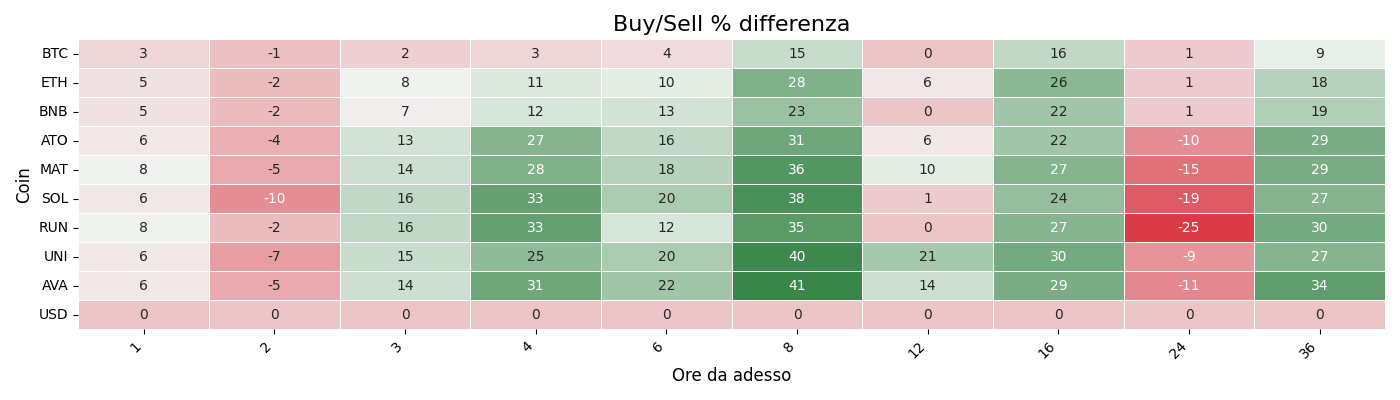 Buy/Sell % differenza
Coin
BTC 3 -1 2 3 4 15 0 16 1 9
ETH 5 -2 8 11 10 28 6 26 1 18
BNB 5 -2 7 12 13 23 0 22 1 19
ATO 6 -4 13 27 16 31 6 22 -10 29
MAT 8 -5 14 28 18 36 10 27 -15 29
SOL 6 -10 16 33 20 38 1 24 -19 27
RUN 8 -2 16 33 12 35 0 27 -25 30
UNI 6 -7 15 25 20 40 21 30 -9 27
AVA 6 -5 14 31 22 41 14 29 -11 34
USD 0 0 0 0 0 0 0 0 0 0
1 2 3 4 6 8 12 16 24 36
Ore da adesso